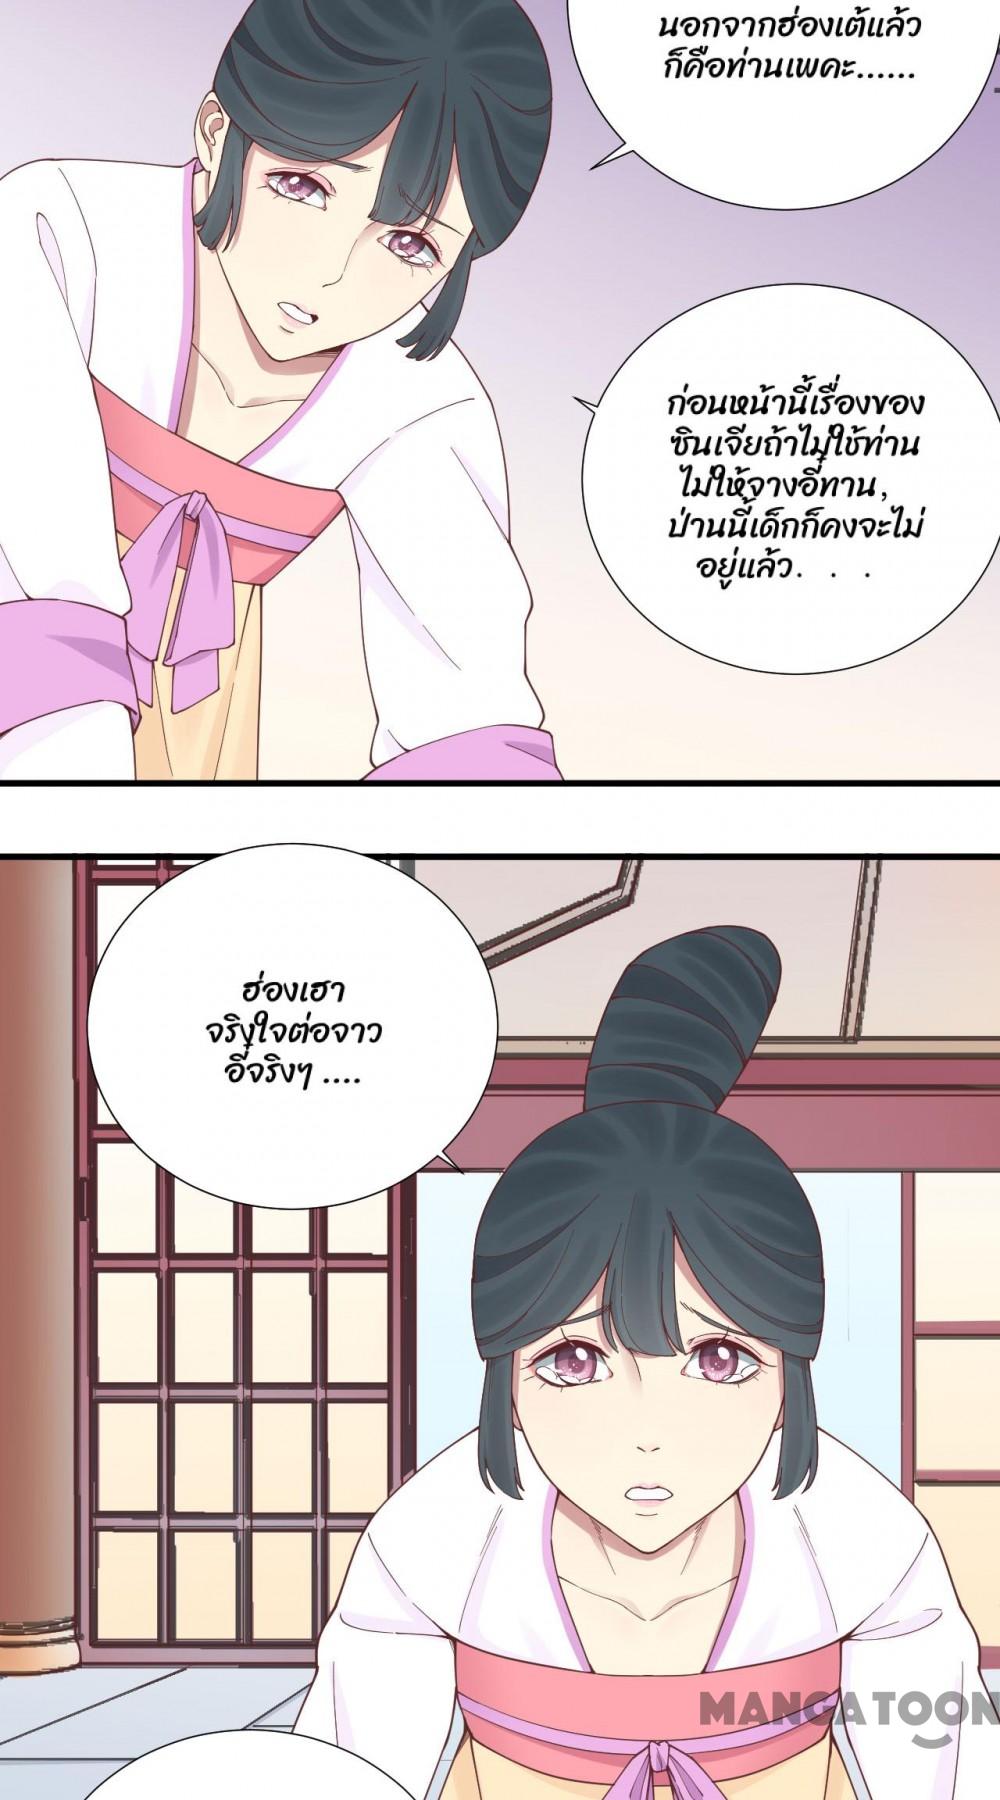 นอกจากฮ่องเต้แล้ว
ก็คือท่านเพคะ......
ก่อนหน้านี้เรื่องของ
ซินเจียถ้าไม่ใช้ท่าน
ไม่ให้จางอี๋ทาน,
ป่านนี้เด็กก็คงจะไม่
อยู่แล้ว. . .
ฮ่องเฮา
จริงใจต่อจาว
อี๋จริงๆ ....
MANGATOON